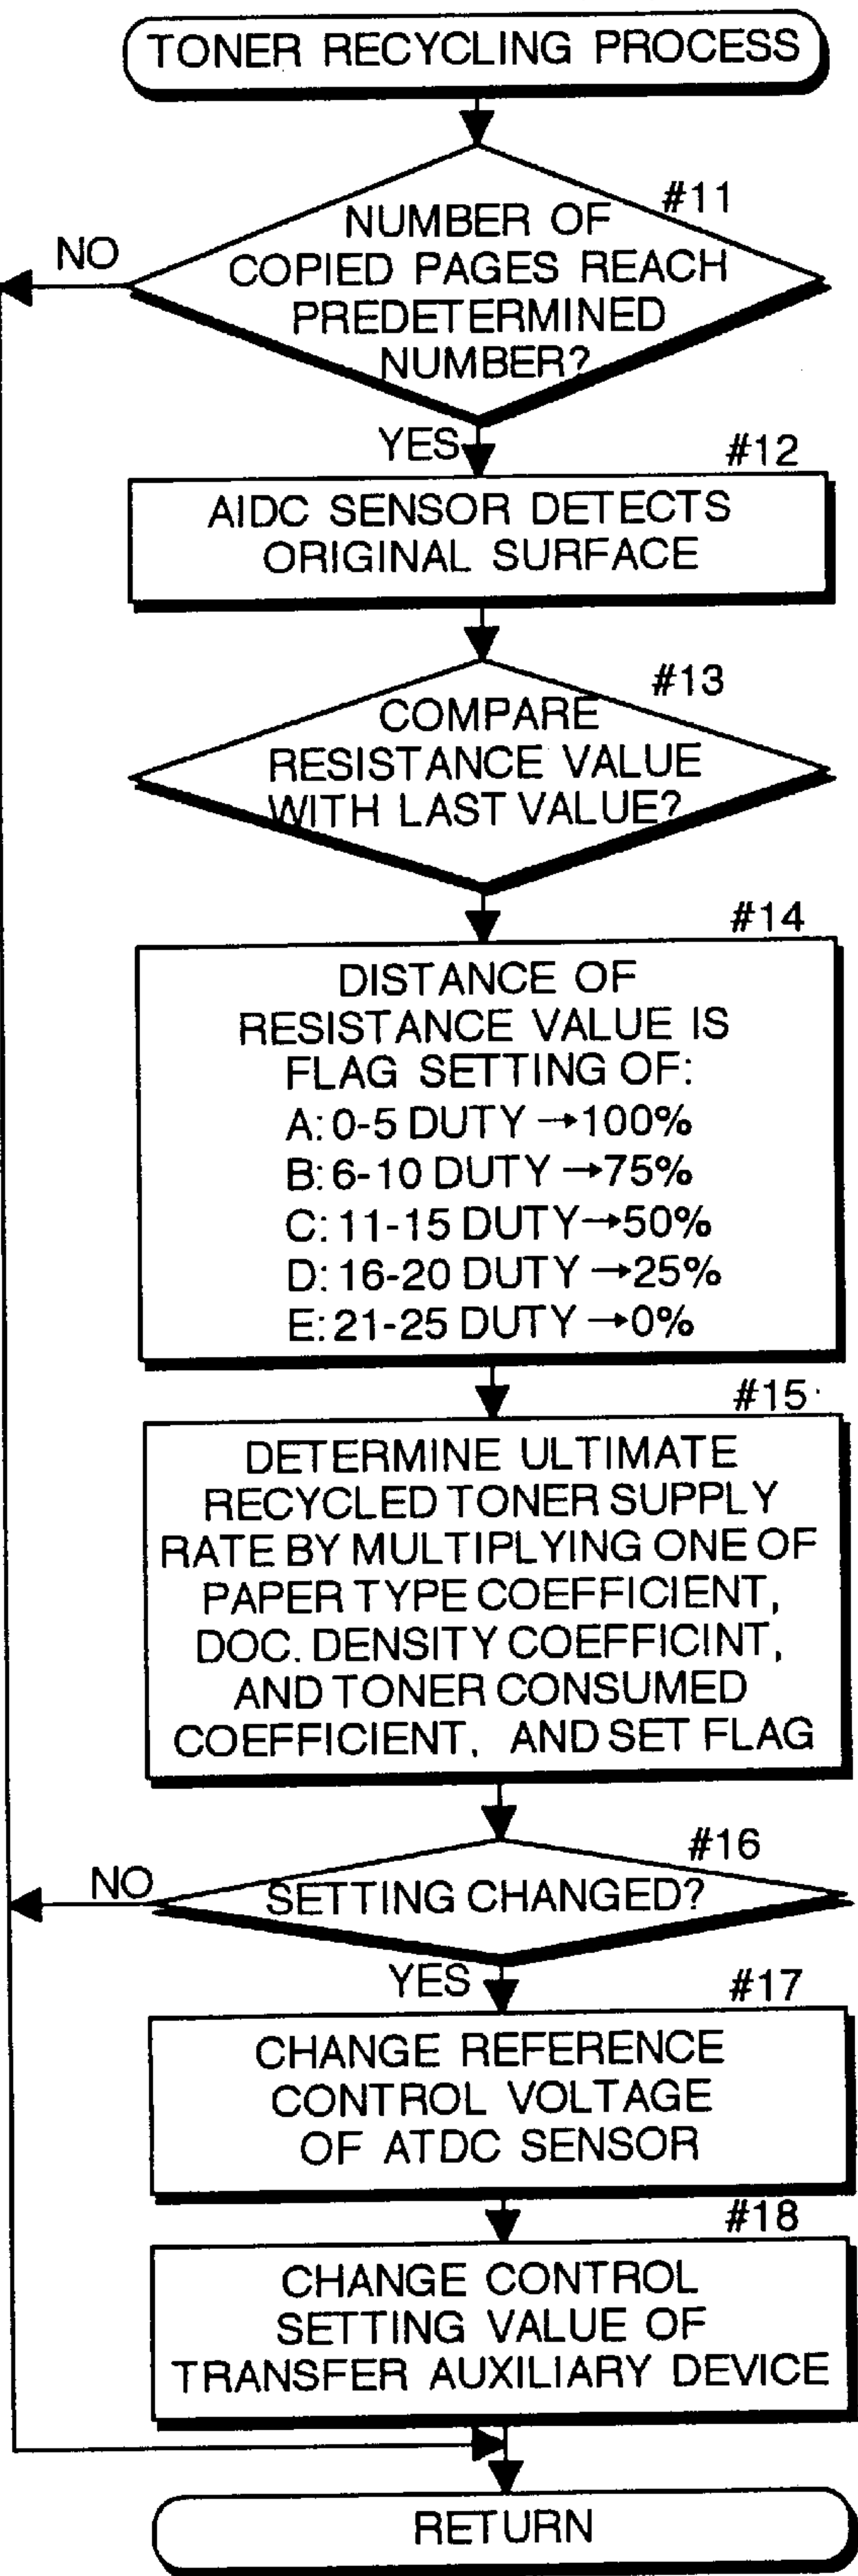 TONER RECYCLING PROCESS
#11
NUMBER OF
NO
COPIED PAGES REACH
PREDETERMINED
NUMBER?
YES
#12
AIDC SENSOR DETECTS
ORIGINAL SURFACE
#13
COMPARE
RESISTANCE VALUE
WITH LAST VALUE?
#14
DISTANCE OF
RESISTANCE VALUE IS
FLAG SETTING OF:
A: 0-5 DUTY →100%
B: 6-10 DUTY →75%
C: 11-15 DUTY→50%
D: 16-20 DUTY →25%
E: 21-25 DUTY →0%
#15
DETERMINE ULTIMATE
RECYCLED TONER SUPPLY
RATE BY MULTIPLYING ONE OF
PAPER TYPE COEFFICIENT,
DOC. DENSITY COEFFICINT,
AND TONER CONSUMED
COEFFICIENT, AND SET FLAG
#16
NO
SETTING CHANGED?
YES
#17
CHANGE REFERENCE
CONTROL VOLTAGE
OF ATDC SENSOR
#18
CHANGE CONTROL
SETTING VALUE OF
TRANSFER AUXILIARY DEVICE
RETURN